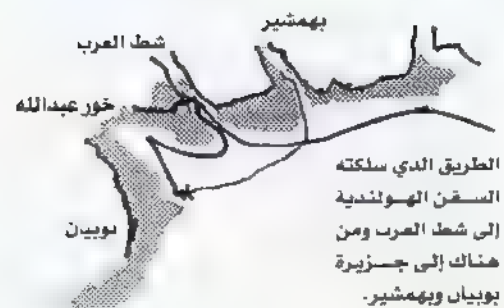 بهمشير
شط العرب
خور عبدالله
بوبيان
الطريق الذي سلكته
السفن الهولندية
إلى شط العرب ومن
هناك إلى جزيرة
بوبيان وبهمشير.